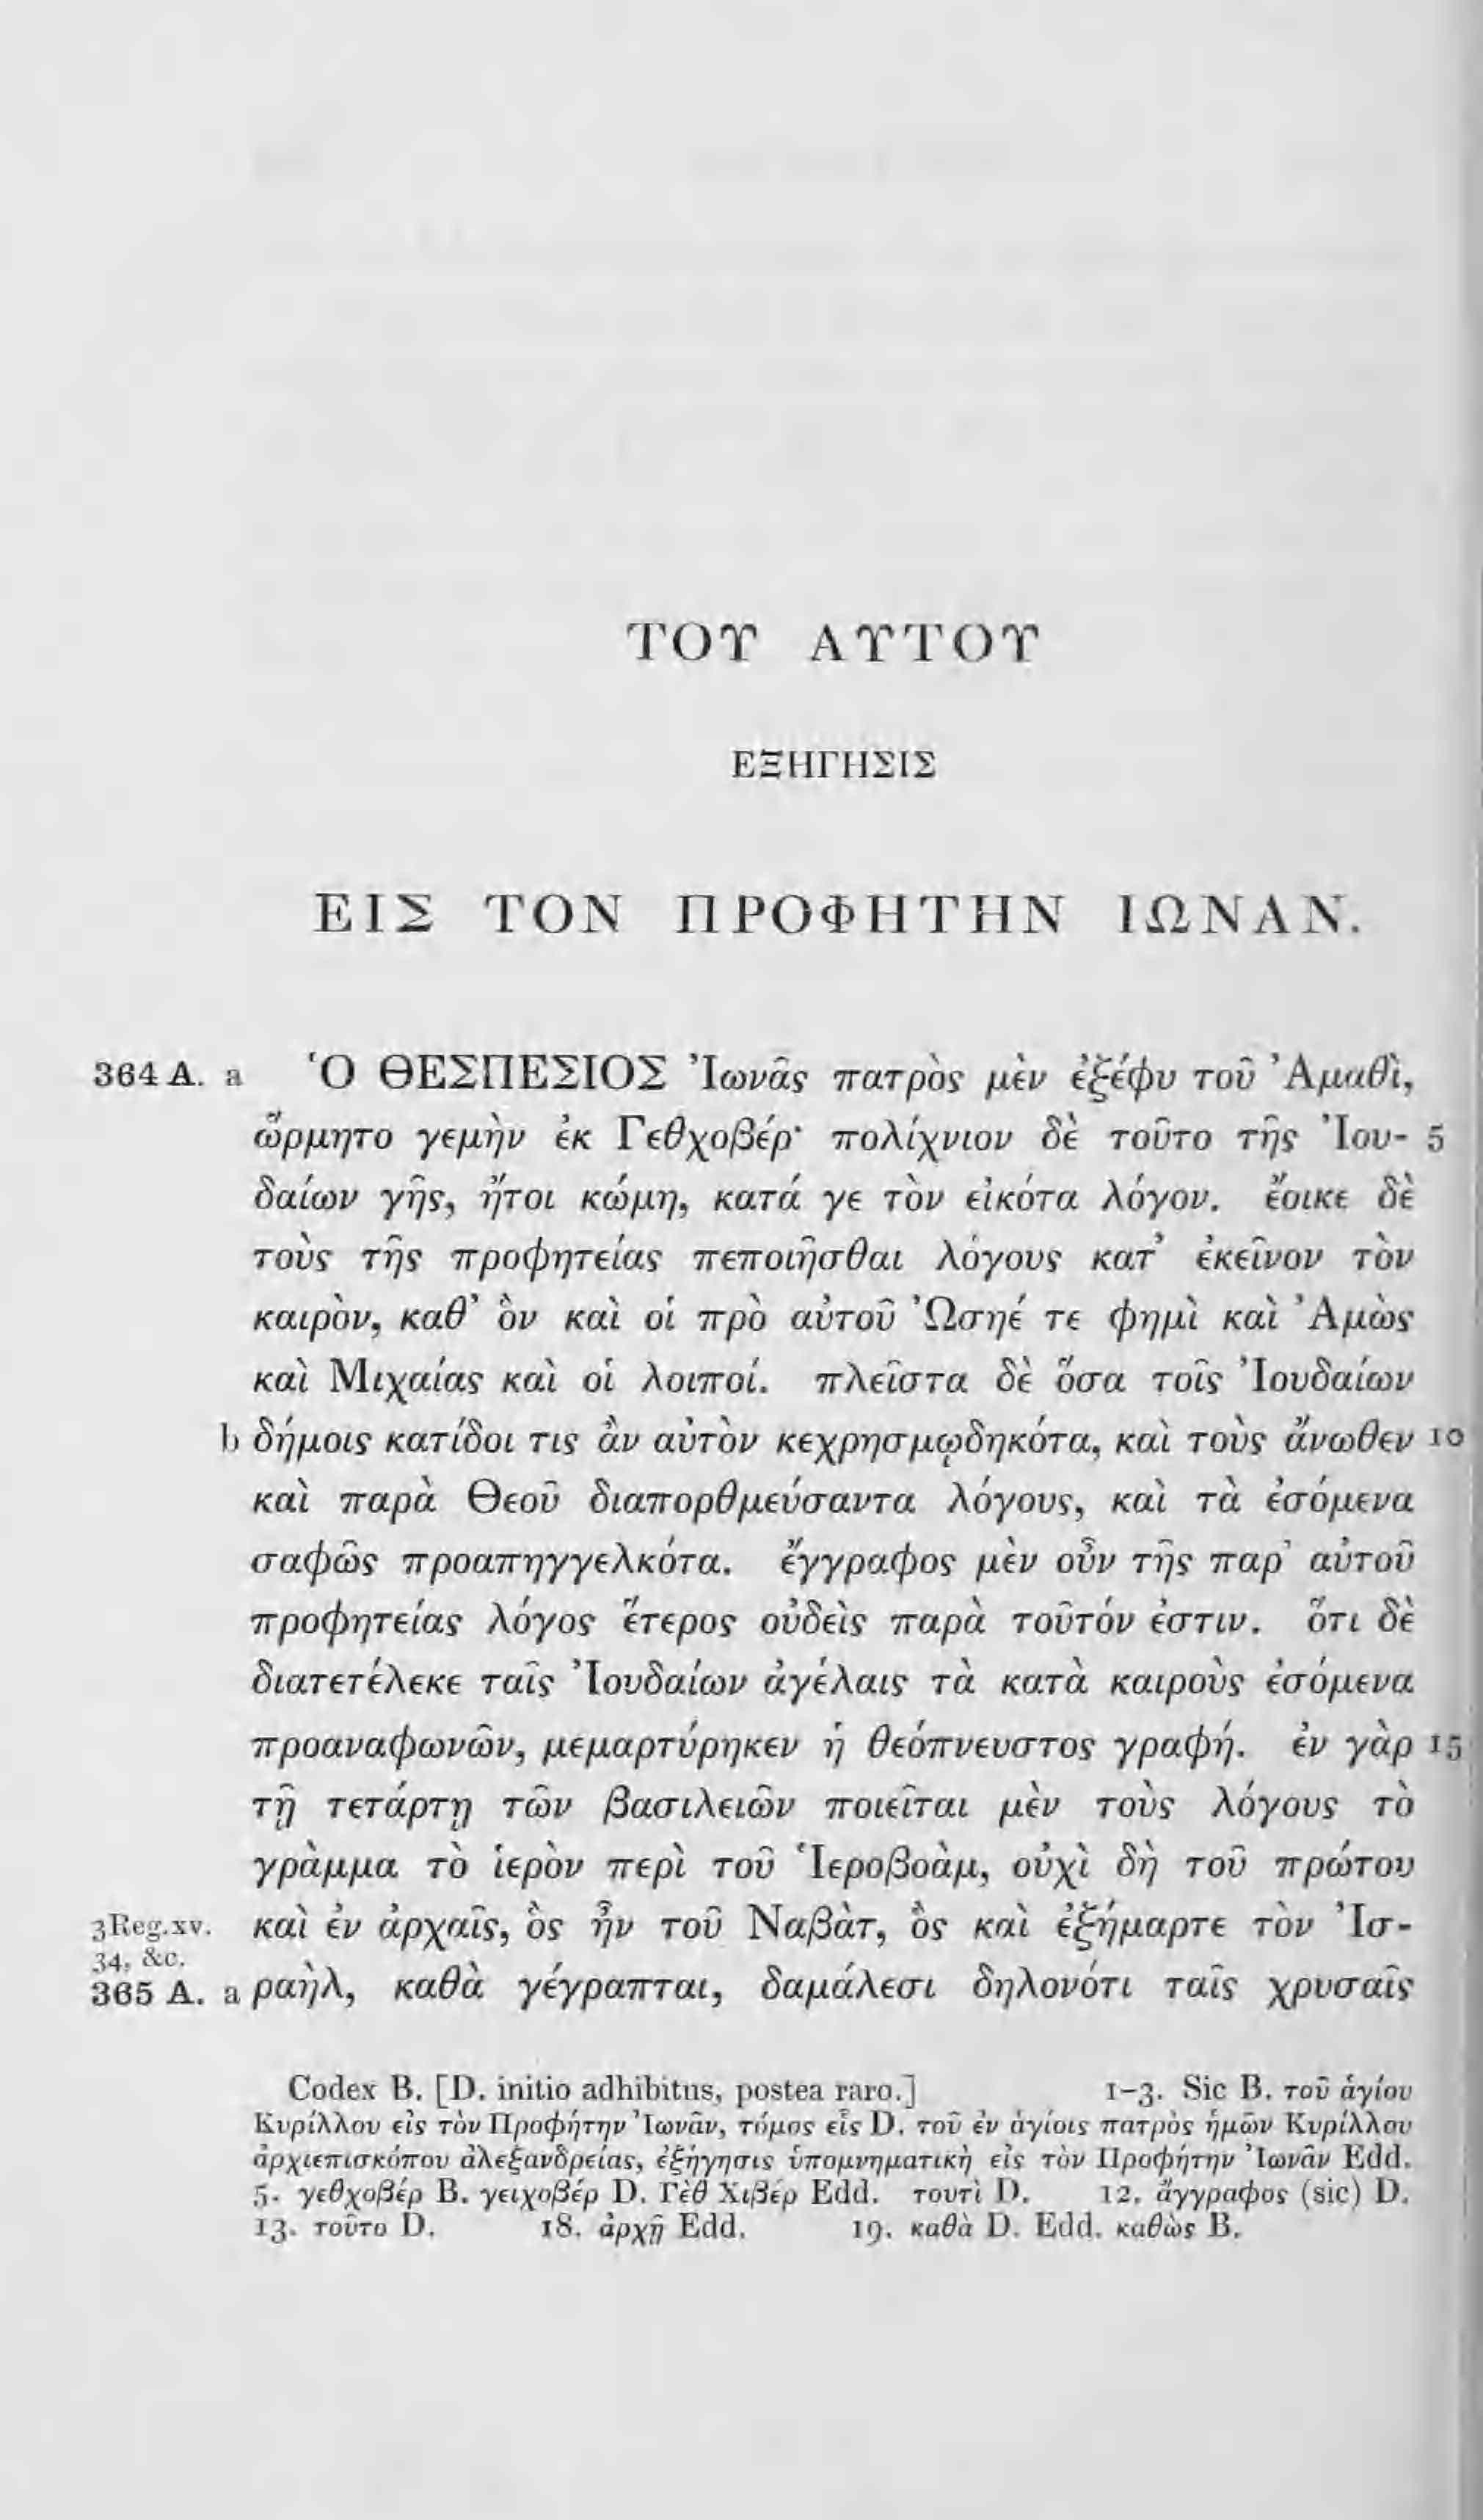 ΤΟΥ ΑΥΤΟΥ
ΕΞΗΓΗΣΙΣ
ΕΙΣ ΤΟΝ ΠΡΟΦΗΤΗΝ ΙΩΝΑΝ.
364 A. a Ὁ ΘΕΣΠΕΣΙΟΣ Ἰωνᾶς πατρὸς μὲν ἐξέφυ τοῦ Ἀμαθὶ,
ὥρμητο γεμὴν ἐκ Γεθχοβέρ· πολίχνιον δὲ τοῦτο τῆς Ἰου- 5
δαίων γῆς, ἤτοι κώμη, κατά γε τὸν εἰκότα λόγον. ἔοικε δὲ
τοὺς τῆς προφητείας πεποιῆσθαι λόγους κατ’ ἐκεῖνον τὸν
καιρὸν, καθ’ ὃν καὶ οἱ πρὸ αὐτοῦ Ὠσηέ τε φημὶ καὶ Ἀμὼς
καὶ Μιχαίας καὶ οἱ λοιποί. πλεῖστα δὲ ὅσα τοῖς Ἰουδαίων
b δήμοις κατίδοι τις ἂν αὐτὸν κεχρησμῳδηκότα, καὶ τοὺς ἄνωθεν 10
καὶ παρὰ Θεοῦ διαπορθμεύσαντα λόγους, καὶ τὰ ἐσόμενα
σαφῶς προαπηγγελκότα. ἔγγραφος μὲν οὖν τῆς παρ’ αὐτοῦ
προφητείας λόγος ἕτερος οὐδεὶς παρὰ τοῦτόν ἐστιν. ὅτι δὲ
διατετέλεκε ταῖς Ἰουδαίων ἀγέλαις τὰ κατὰ καιροὺς ἐσόμενα
προαναφωνῶν, μεμαρτύρηκεν ἡ θεόπνευστος γραφή. ἐν γὰρ 15
τῇ τετάρτῃ τῶν βασιλειῶν ποιεῖται μὲν τοὺς λόγους τὸ
γράμμα τὸ ἱερὸν περὶ τοῦ Ἱεροβοὰμ, οὐχὶ δὴ τοῦ πρώτου
3 Reg. xv. καὶ ἐν ἀρχαῖς, ὃς ἦν τοῦ Ναβὰτ, ὃς καὶ ἐξήμαρτε τὸν Ἰσ-
34, &c.
365 A. a ραὴλ, καθὰ γέγραπται, δαμάλεσι δηλονότι ταῖς χρυσαῖς
Codex B. [D. initio adhibitus, postea raro.] 1-3. Sic B. τοῦ ἁγίου
Κυρίλλου εἰς τὸν Προφήτην Ἰωνᾶν, τόμος εἷς D. τοῦ ἐν ἁγίοις πατρὸς ἡμῶν Κυρίλλου
ἀρχιεπισκόπου ἀλεξανδρείας, ἐξήγησις ὑπομνηματικὴ εἰς τὸν Προφήτην Ἰωνᾶν Edd.
5. γεθχοβέρ B. γειχοβέρ D. Γὲθ Χιβέρ Edd. τουτὶ D. 12. ἄγγραφος (sic) D.
13. τοῦτο D. 18. ἀρχῇ Edd. 19. καθὰ D. Edd. καθὼς B.